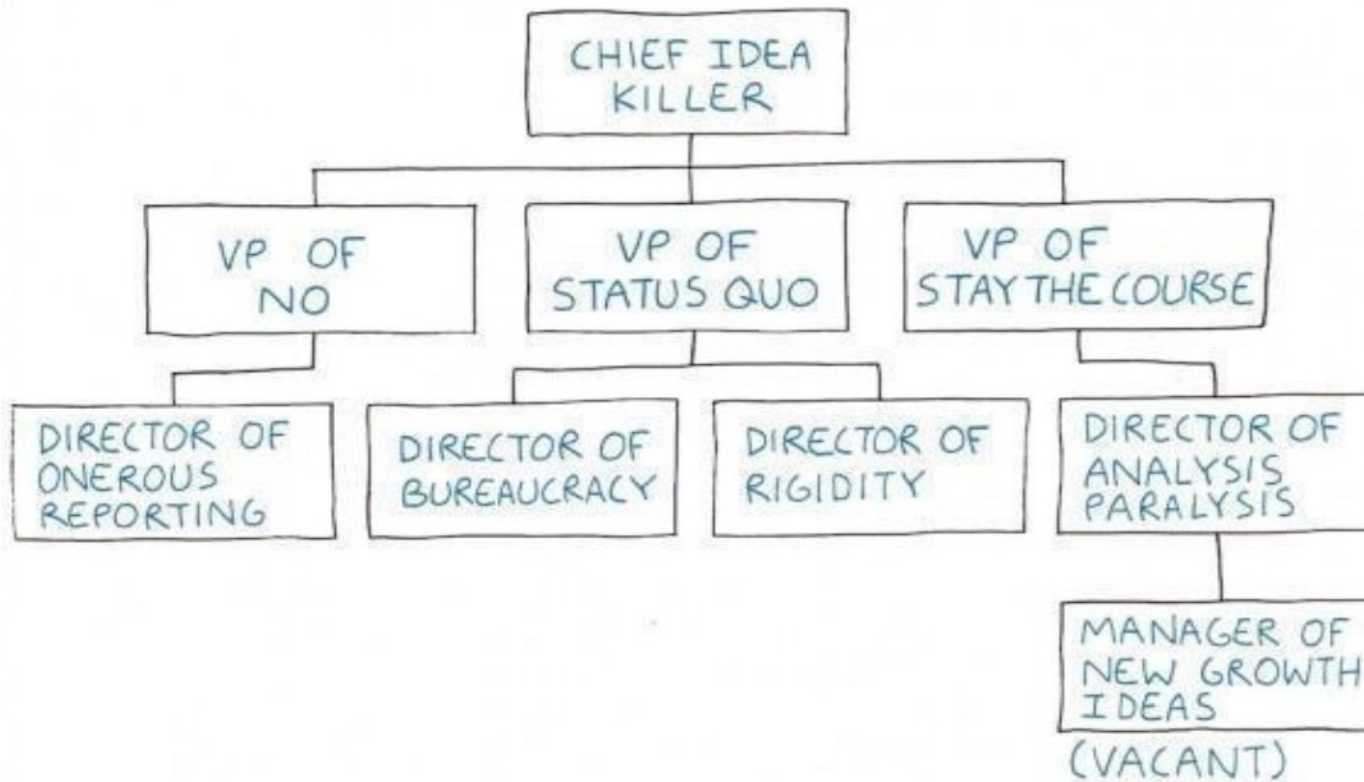 CHIEF IDEA
KILLER
VP OF
NO
VP OF
STATUS QUO
VP OF
STAY THE COURSE
DIRECTOR OF
ONEROUS
REPORTING
DIRECTOR OF
BUREAUCRACY
DIRECTOR OF
RIGIDITY
DIRECTOR OF
ANALYSIS
PARALYSIS
MANAGER OF
NEW GROWTH
IDEAS
(VACANT)